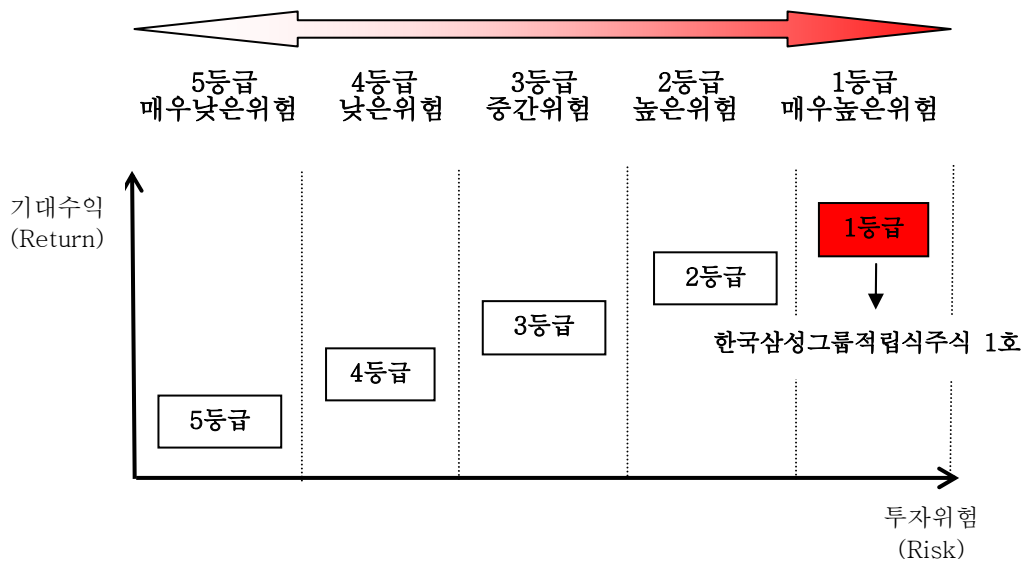 5등급 4등급 3등급 2등급 1등급
매우낮은위험 낮은위험 중간위험 높은위험 매우높은위험
기대수익
(Return)
1등급
2등급
3등급
한국삼성그룹적립식주식 1호
4등급
5등급
투자위험
(Risk)